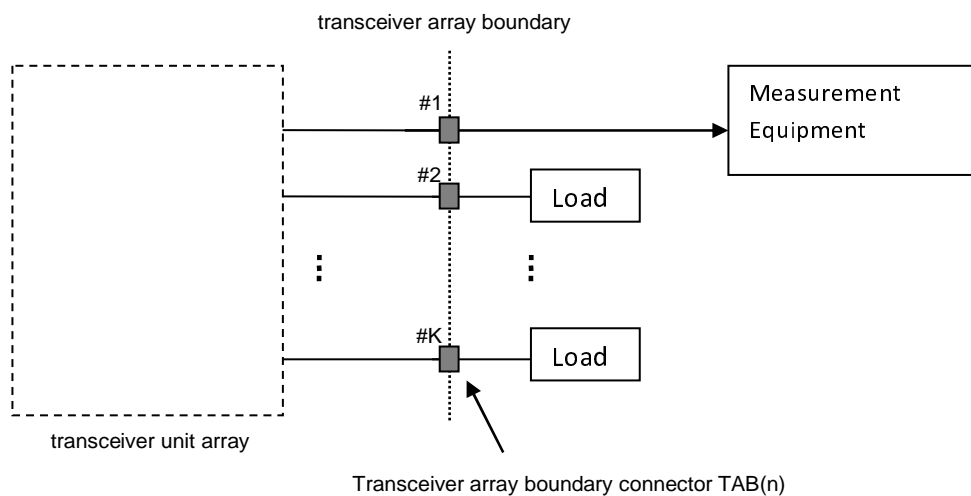 transceiver array boundary
#1
Measurement
Equipment
#2
Load
#K
Load
transceiver unit array
Transceiver array boundary connector TAB(n)